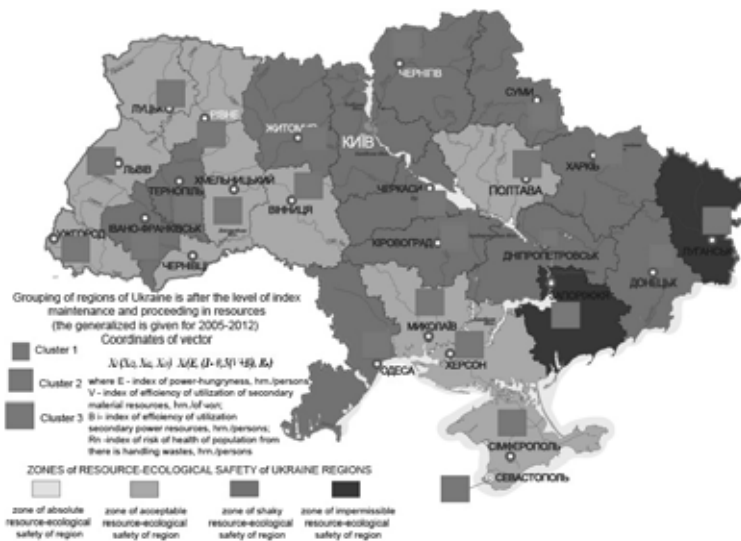 ЧЕРНІГІВ
СУМИ
ЛУЦЬК
РІВНЕ
ЖИТОМИР
КИЇВ
ЛЬВІВ
ХАРКІВ
ТЕРНОПІЛЬ
ХМЕЛЬНИЦЬКИЙ
ЧЕРКАСИ
ПОЛТАВА
ВІННИЦЯ
ЛУГАНСЬК
ІВАНО-ФРАНКІВСЬК
УЖГОРОД
КІРОВОГРАД
ДНІПРОПЕТРОВСЬК
ЧЕРНІВЦІ
ДОНЕЦЬК
ЗАПОРІЖЖЯ
МИКОЛАЇВ
ХЕРСОН
ОДЕСА
СІМФЕРОПОЛЬ
СЕВАСТОПОЛЬ
Grouping of regions of Ukraine is after the level of index
maintenance and proceeding in resources
(the generalized is given for 2005-2012)
Coordinates of vector
Cluster 1
Cluster 2
Cluster 3
where E - index of power-hungryness, hrn./persons
V - index of efficiency of utilization of secondary
material resources,
B i- index of efficiency of utilization
secondary power resources, hrn./persons;
Rn -index of risk of health of population from
there is handling wastes, hrn./persons
ZONES of RESOURCE-ECOLOGICAL SAFETY of UKRAINE REGIONS
zone of absolute
resource-ecological
safety of region
zone of acceptable
resource-ecological
safety of region
zone of shaky
resource-ecological
safety of region
zone of impermissible
resource-ecological
safety of region